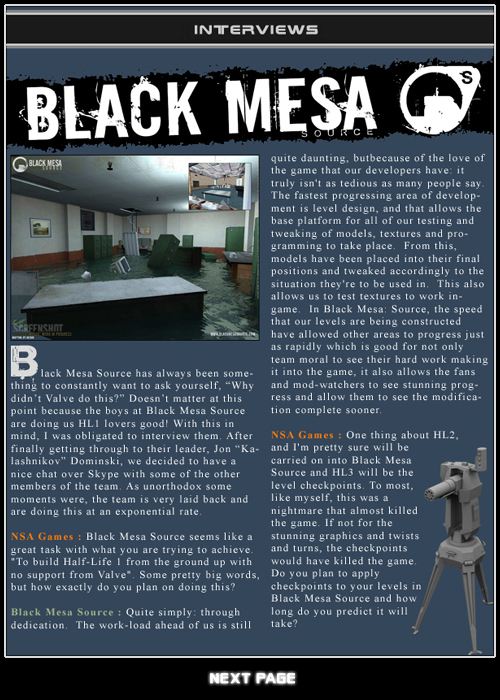 INTERVIEWS
BLACK MESA
SOURCE
S
BLACK MESA
SOURCE
SCREENSHOT
WWW.BLACKMESASOURCE.COM
Black Mesa Source has always been some-
thing to constantly want to ask yourself, “Why
didn’t Valve do this?” Doesn’t matter at this
point because the boys at Black Mesa Source
are doing us HL1 lovers good! With this in
mind, I was obligated to interview them. After
finally getting through to their leader, Jon “Ka-
lashnikov” Dominski, we decided to have a
nice chat over Skype with some of the other
members of the team. As unorthodox some
moments were, the team is very laid back and
are doing this at an exponential rate.
NSA Games : Black Mesa Source seems like a
great task with what you are trying to achieve.
"To build Half-Life 1 from the ground up with
no support from Valve". Some pretty big words,
but how exactly do you plan on doing this?
Black Mesa Source : Quite simply: through
dedication. The work-load ahead of us is still
quite daunting, butbecause of the love of
the game that our developers have: it
truly isn't as tedious as many people say.
The fastest progressing area of develop-
ment is level design, and that allows the
base platform for all of our testing and
tweaking of models, textures and pro-
gramming to take place. From this,
models have been placed into their final
positions and tweaked accordingly to the
situation they're to be used in. This also
allows us to test textures to work in-
game. In Black Mesa: Source, the speed
that our levels are being constructed
have allowed other areas to progress just
as rapidly which is good for not only
team moral to see their hard work making
it into the game, it also allows the fans
and mod-watchers to see stunning prog-
ress and allow them to see the modifica-
tion complete sooner.
NSA Games : One thing about HL2,
and I'm pretty sure will be
carried on into Black Mesa
Source and HL3 will be the
level checkpoints. To most,
like myself, this was a
nightmare that almost killed
the game. If not for the
stunning graphics and twists
and turns, the checkpoints
would have killed the game.
Do you plan to apply
checkpoints to your levels in
Black Mesa Source and how
long do you predict it will
take?
NEXT PAGE